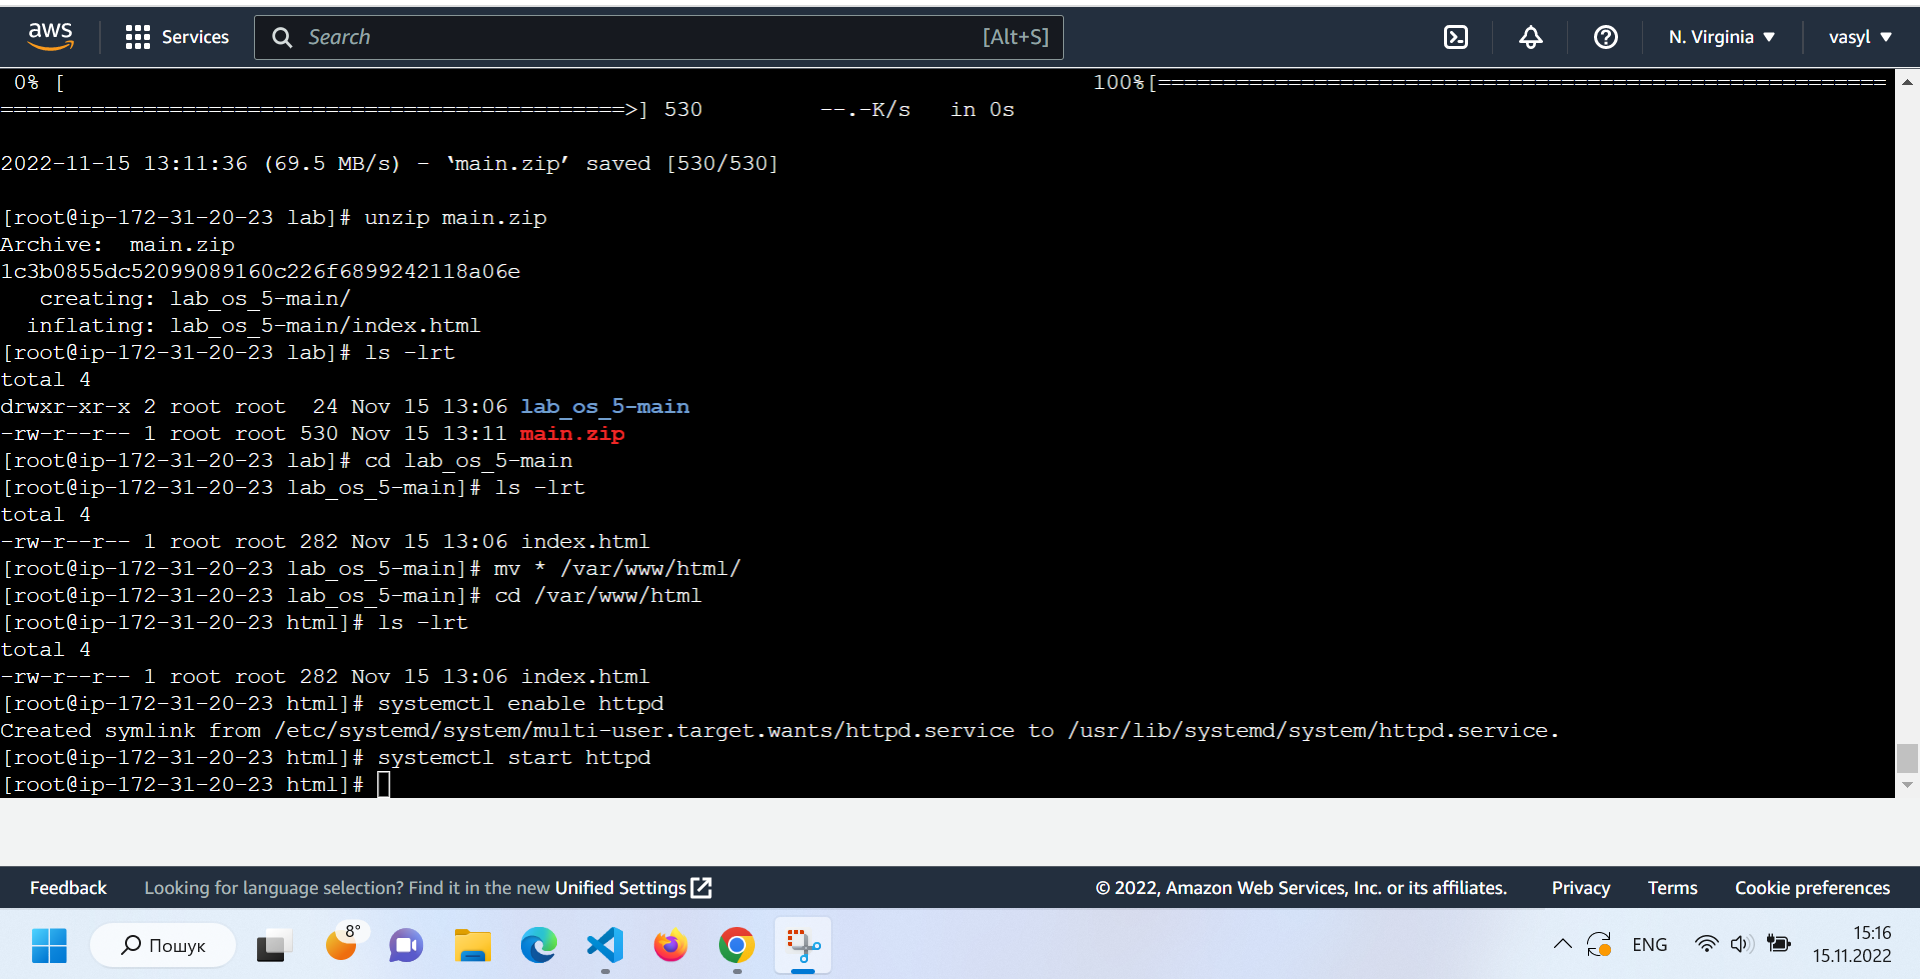 aws Services Search [Alt+S] N. Virginia ▼ vasyl ▼
0% [ 100%[========================================================
================================================>] 530 --.-K/s in 0s
2022-11-15 13:11:36 (69.5 MB/s) - ‘main.zip’ saved [530/530]
[root@ip-172-31-20-23 lab]# unzip main.zip
Archive:  main.zip
1c3b0855dc52099089160c226f6899242118a06e
   creating: lab_os_5-main/
  inflating: lab_os_5-main/index.html
[root@ip-172-31-20-23 lab]# ls -lrt
total 4
drwxr-xr-x 2 root root  24 Nov 15 13:06 lab_os_5-main
-rw-r--r-- 1 root root 530 Nov 15 13:11 main.zip
[root@ip-172-31-20-23 lab]# cd lab_os_5-main
[root@ip-172-31-20-23 lab_os_5-main]# ls -lrt
total 4
-rw-r--r-- 1 root root 282 Nov 15 13:06 index.html
[root@ip-172-31-20-23 lab_os_5-main]# mv * /var/www/html/
[root@ip-172-31-20-23 lab_os_5-main]# cd /var/www/html
[root@ip-172-31-20-23 html]# ls -lrt
total 4
-rw-r--r-- 1 root root 282 Nov 15 13:06 index.html
[root@ip-172-31-20-23 html]# systemctl enable httpd
Created symlink from /etc/systemd/system/multi-user.target.wants/httpd.service to /usr/lib/systemd/system/httpd.service.
[root@ip-172-31-20-23 html]# systemctl start httpd
[root@ip-172-31-20-23 html]#
Feedback Looking for language selection? Find it in the new Unified Settings © 2022, Amazon Web Services, Inc. or its affiliates. Privacy Terms Cookie preferences
Пошук 8° ENG 15:16
15.11.2022